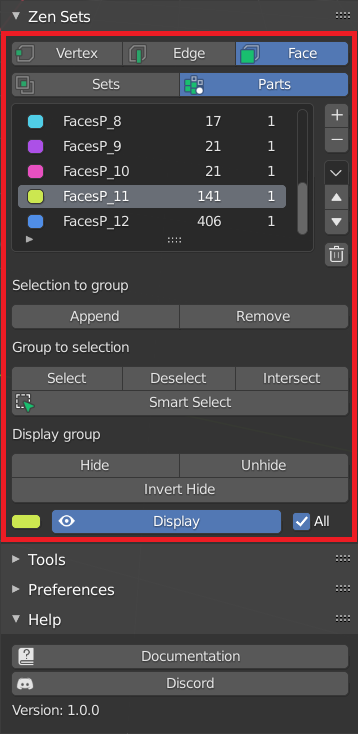 Zen Sets
Vertex Edge Face
Sets Parts
FacesP_8 17 1
FacesP_9 21 1
FacesP_10 21 1
FacesP_11 141 1
FacesP_12 406 1
Selection to group
Append Remove
Group to selection
Select Deselect Intersect
Smart Select
Display group
Hide Unhide
Invert Hide
Display All
Tools
Preferences
Help
Documentation
Discord
Version: 1.0.0